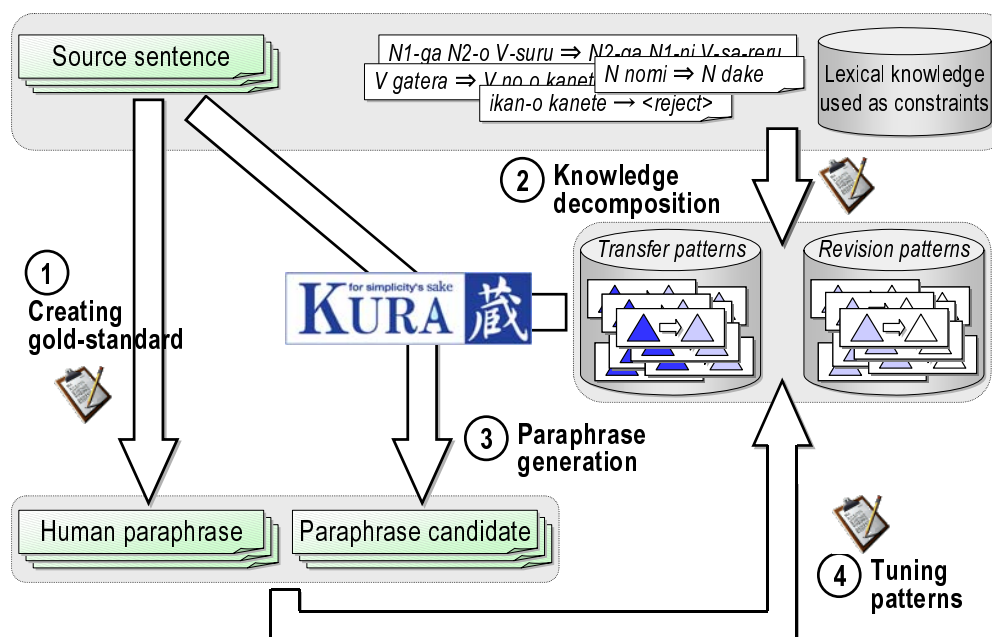 Source sentence
N1-ga N2-o V-suru ⇒ N2-ga N1-ni V-sa-reru
V gatera ⇒ V no o kanete
N nomi ⇒ N dake
ikan-o kanete → <reject>
Lexical knowledge
used as constraints
2 Knowledge
decomposition
Transfer patterns
Revision patterns
1
Creating
gold-standard
for simplicity's sake
KURA 蔵
3 Paraphrase
generation
Human paraphrase
Paraphrase candidate
4 Tuning
patterns